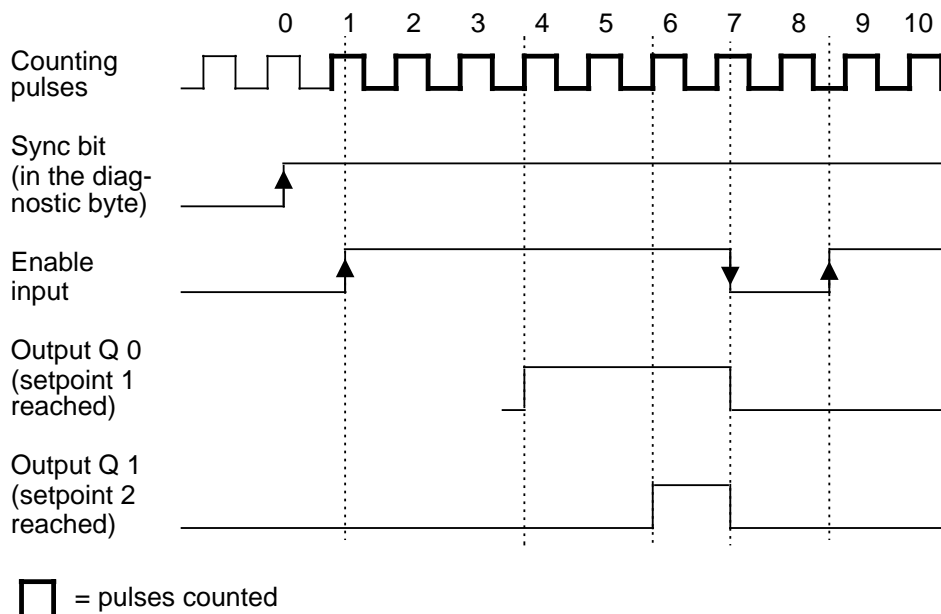 0 1 2 3 4 5 6 7 8 9 10
Counting
pulses
Sync bit
(in the diag-
nostic byte)
Enable
input
Output Q 0
(setpoint 1
reached)
Output Q 1
(setpoint 2
reached)
= pulses counted